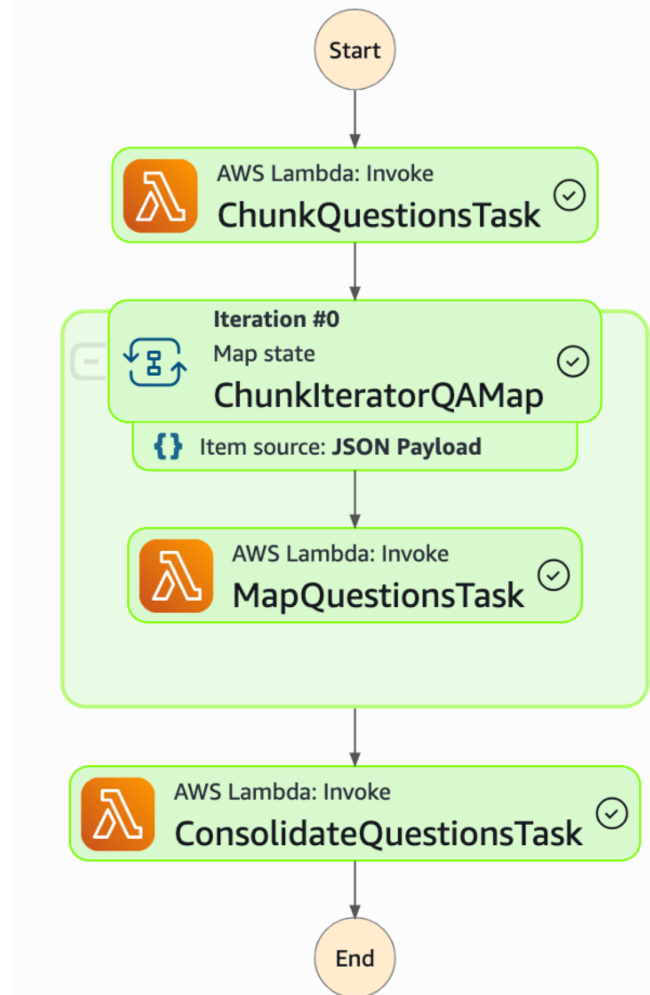 Start
AWS Lambda: Invoke
ChunkQuestionsTask
Iteration #0
Map state
ChunkIteratorQAMap
{} Item source: JSON Payload
AWS Lambda: Invoke
MapQuestionsTask
AWS Lambda: Invoke
ConsolidateQuestionsTask
End